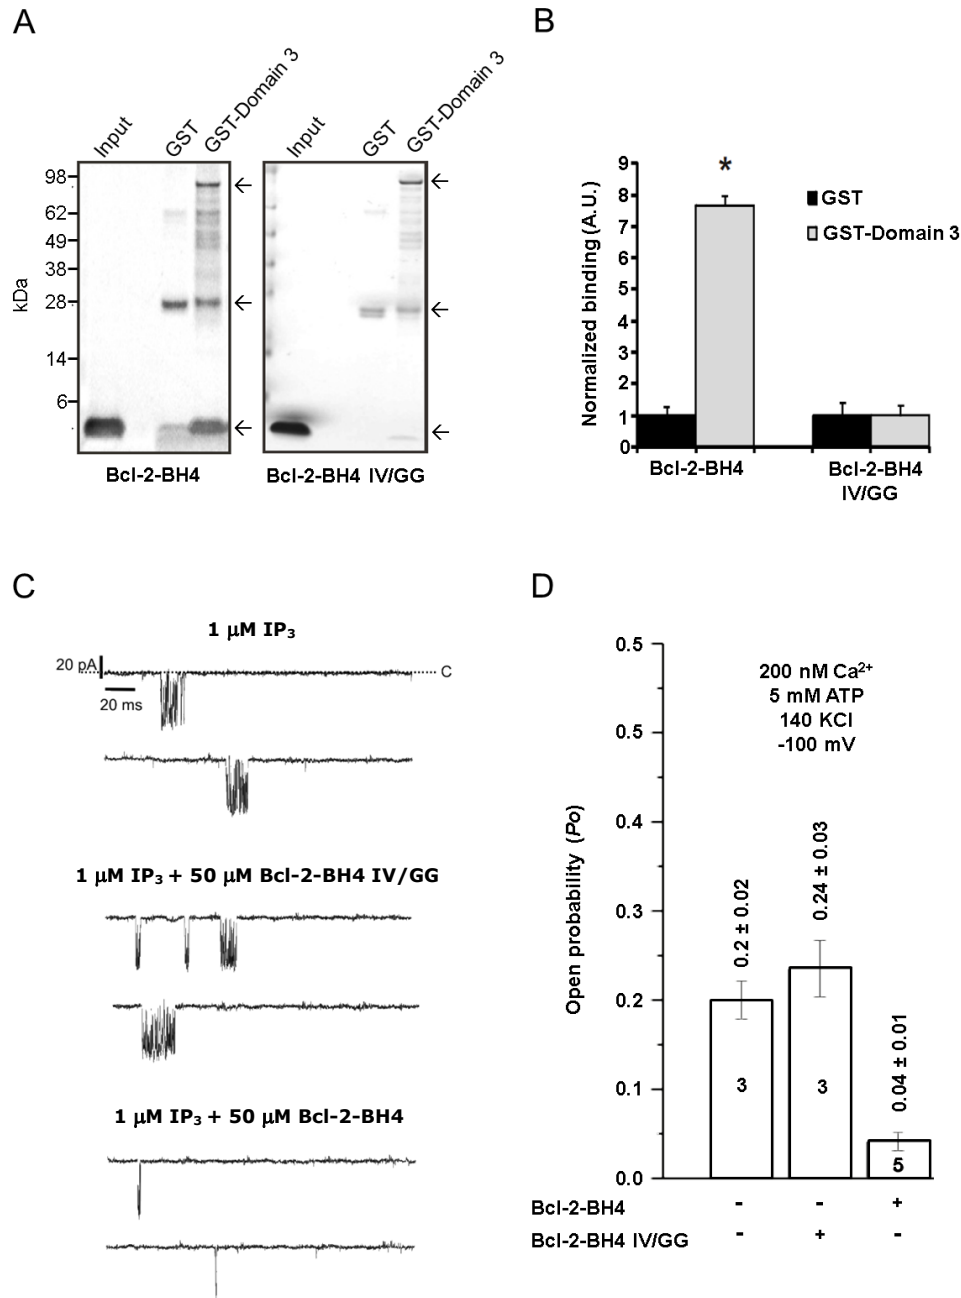 A
Input
GST
GST-Domain 3
Input
GST
GST-Domain 3
kDa
98
62
49
38
28
14
6
Bcl-2-BH4
Bcl-2-BH4 IV/GG
B
Normalized binding (A.U.)
9
8
7
6
5
4
3
2
1
0
*
GST
GST-Domain 3
Bcl-2-BH4
Bcl-2-BH4
IV/GG
C
1 µM IP₃
20 pA
C
20 ms
1 µM IP₃ + 50 µM Bcl-2-BH4 IV/GG
1 µM IP₃ + 50 µM Bcl-2-BH4
D
Open probability (Po)
0.5
0.5
0.4
0.3
0.2
0.1
0.0
200 nM Ca²⁺
5 mM ATP
140 KCl
-100 mV
0.2 ± 0.02
0.24 ± 0.03
0.04 ± 0.01
3
3
5
Bcl-2-BH4 - - +
Bcl-2-BH4 IV/GG - + -